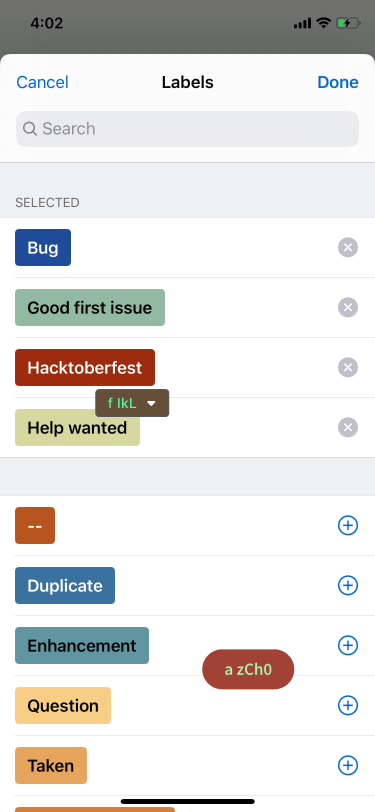 4:02
Cancel Labels Done
Search
SELECTED
Bug
Good first issue
Hacktoberfest
f IkL
Help wanted
--
Duplicate
Enhancement
a zCh0
Question
Taken